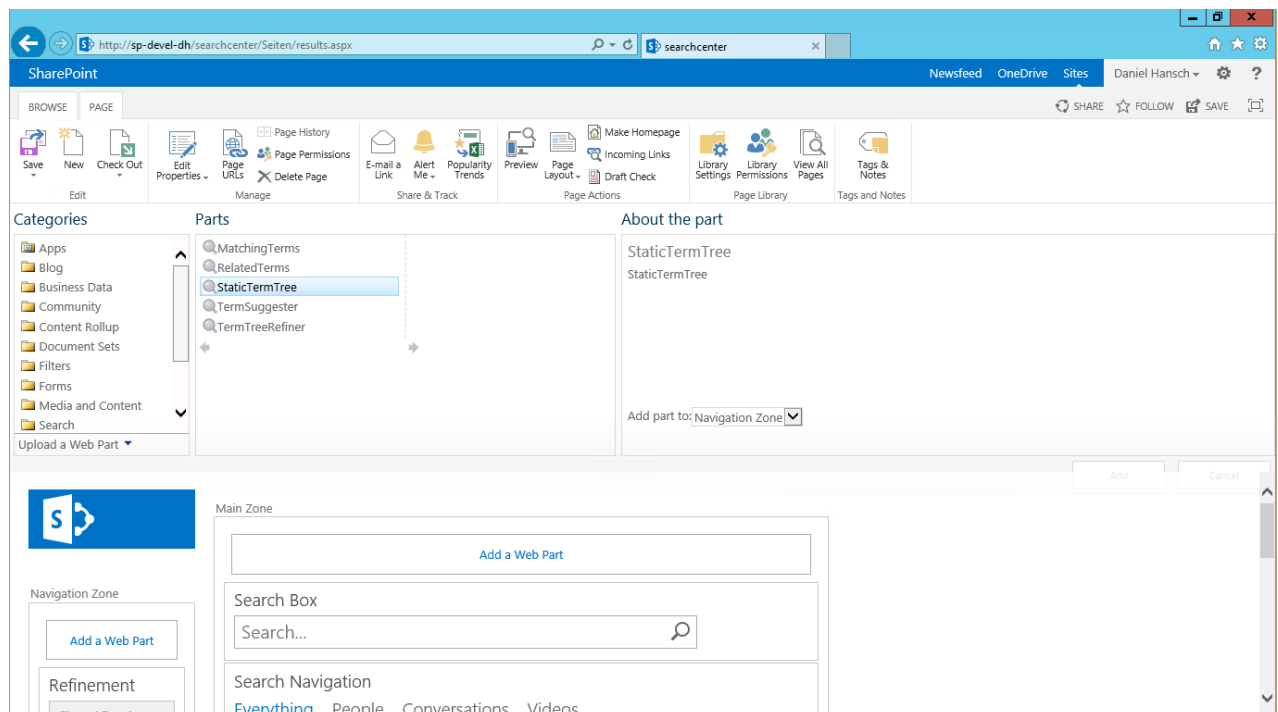 http://sp-devel-dh/searchcenter/Seiten/results.aspx
searchcenter
SharePoint
Newsfeed OneDrive Sites Daniel Hansch ?
BROWSE PAGE
SHARE FOLLOW SAVE
Save
New
Check Out
Edit
Edit Properties
Page URLs
Page History
Page Permissions
Delete Page
Manage
E-mail a Link
Alert Me
Popularity Trends
Share & Track
Preview
Page Layout
Make Homepage
Incoming Links
Draft Check
Page Actions
Library Settings
Library Permissions
View All Pages
Page Library
Tags & Notes
Tags and Notes
Categories
Apps
Blog
Business Data
Community
Content Rollup
Document Sets
Filters
Forms
Media and Content
Search
Upload a Web Part
Parts
MatchingTerms
RelatedTerms
StaticTermTree
TermSuggester
TermTreeRefiner
About the part
StaticTermTree
StaticTermTree
Add part to: Navigation Zone
Add Cancel
S
Navigation Zone
Add a Web Part
Refinement
Main Zone
Add a Web Part
Search Box
Search...
Search Navigation
Everything People Conversations Videos